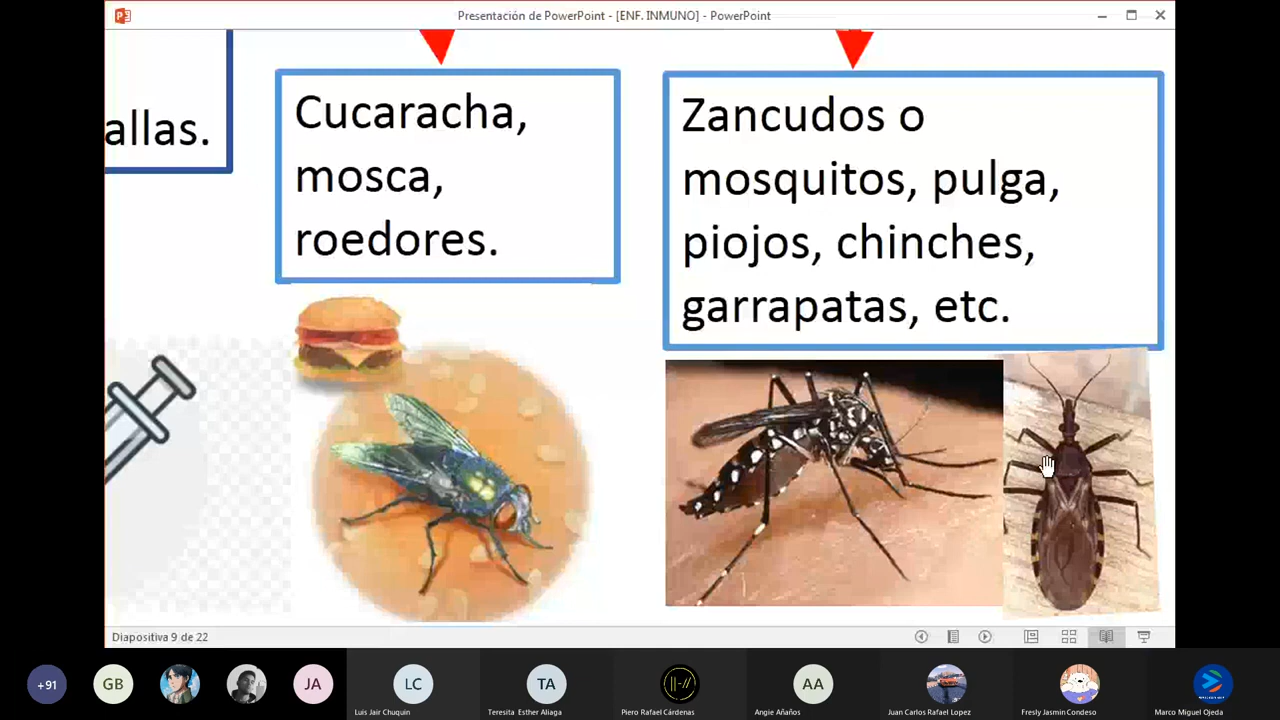 Presentación de PowerPoint - [ENF. INMUNO] - PowerPoint
allas.
Cucaracha,
mosca,
roedores.
Zancudos o
mosquitos, pulga,
piojos, chinches,
garrapatas, etc.
Diapositiva 9 de 22
+91
GB
JA
LC
TA
AA
Luis Jair Chuquin
Teresita Esther Aliaga
Piero Rafael Cárdenas
Angie Añaños
Juan Carlos Rafael Lopez
Fresly Jasmin Condeso
Marco Miguel Ojeda